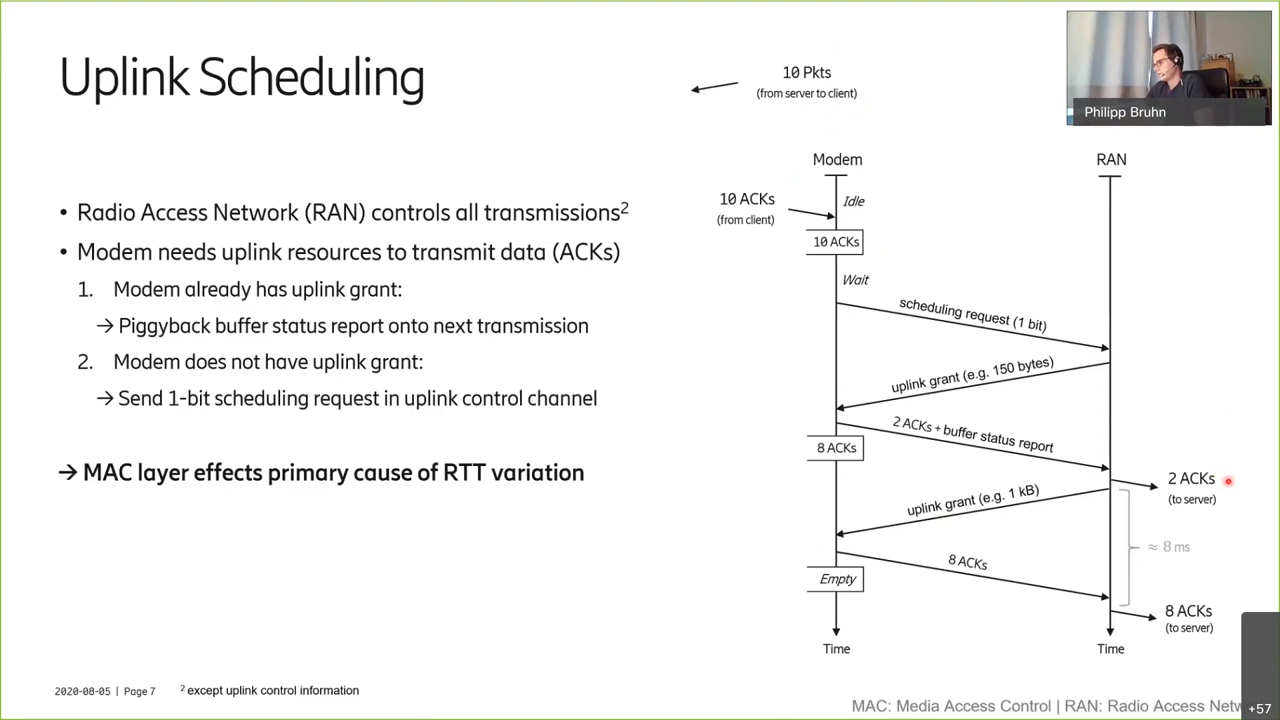 Uplink Scheduling
10 Pkts
(from server to client)
Philipp Bruhn
• Radio Access Network (RAN) controls all transmissions²
• Modem needs uplink resources to transmit data (ACKs)
1. Modem already has uplink grant:
→ Piggyback buffer status report onto next transmission
2. Modem does not have uplink grant:
→ Send 1-bit scheduling request in uplink control channel
→ MAC layer effects primary cause of RTT variation
Modem
RAN
10 ACKs
(from client)
Idle
10 ACKs
Wait
scheduling request (1 bit)
uplink grant (e.g. 150 bytes)
2 ACKs + buffer status report
8 ACKs
2 ACKs
(to server)
uplink grant (e.g. 1 kB)
≈ 8 ms
8 ACKs
Empty
8 ACKs
(to server)
Time
Time
2020-08-05 | Page 7
² except uplink control information
MAC: Media Access Control | RAN: Radio Access Netw
+57